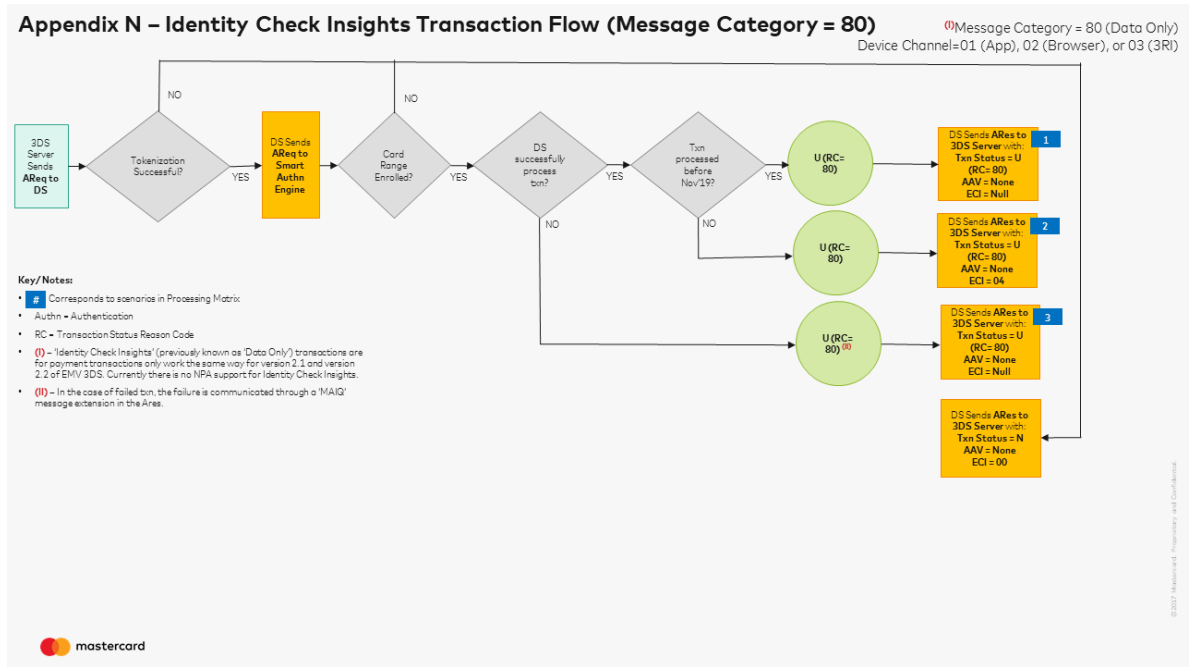 Appendix N – Identity Check Insights Transaction Flow (Message Category = 80)
(I)Message Category = 80 (Data Only)
Device Channel=01 (App), 02 (Browser), or 03 (3RI)
NO
NO
3DS
Server
Sends
AReq to
DS
Tokenization
Successful?
YES
DS Sends
AReq to
Smart
Authn
Engine
Card
Range
Enrolled?
YES
DS
successfully
process
txn?
YES
NO
Txn
processed
before
Nov'19?
YES
NO
U (RC=
80)
DS Sends ARes to
3DS Server with:
Txn Status = U
(RC= 80)
AAV = None
ECI = Null
1
U (RC=
80)
DS Sends ARes to
3DS Server with:
Txn Status = U
(RC= 80)
AAV = None
ECI = 04
2
U (RC=
80) (II)
DS Sends ARes to
3DS Server with:
Txn Status = U
(RC= 80)
AAV = None
ECI = Null
3
DS Sends ARes to
3DS Server with:
Txn Status = N
AAV = None
ECI = 00
Key/Notes:
• # Corresponds to scenarios in Processing Matrix
• Authn = Authentication
• RC = Transaction Status Reason Code
• (I) – 'Identity Check Insights' (previously known as 'Data Only') transactions are
for payment transactions only work the same way for version 2.1 and version
2.2 of EMV 3DS. Currently there is no NPA support for Identity Check Insights.
• (II) – In the case of failed txn, the failure is communicated through a 'MAIQ'
message extension in the Ares.
©2017 Mastercard. Proprietary and Confidential.
mastercard